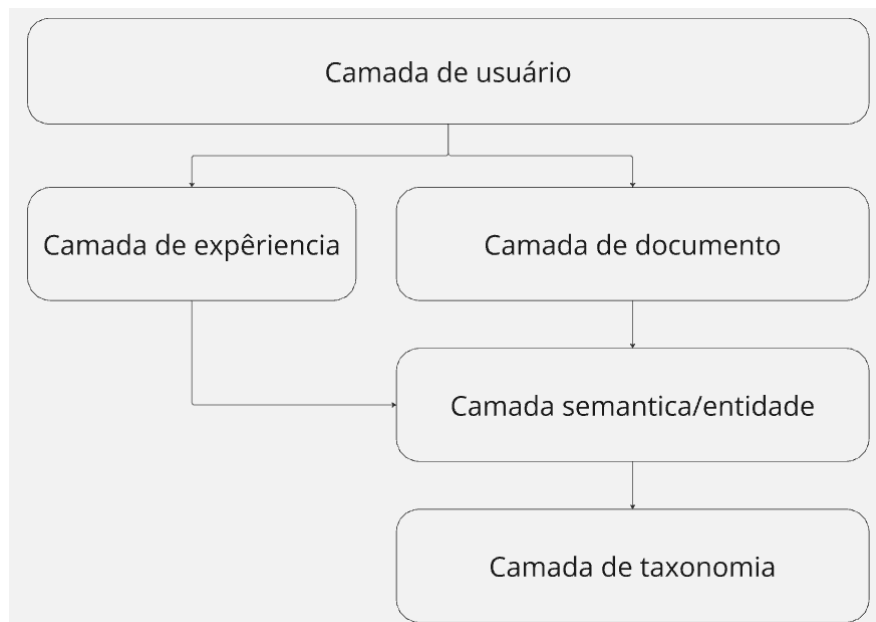 Camada de usuário
Camada de expêriencia
Camada de documento
Camada semantica/entidade
Camada de taxonomia